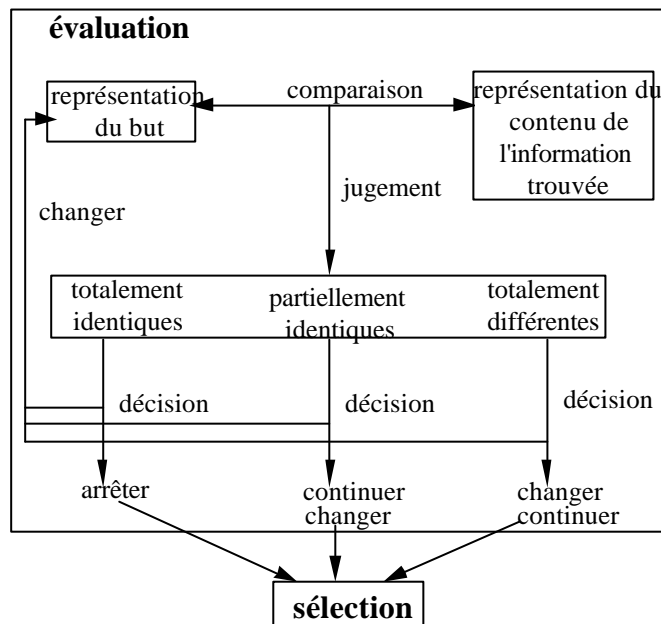 évaluation
représentation
du but
comparaison
représentation du
contenu de
l'information
trouvée
jugement
changer
totalement
identiques
partiellement
identiques
totalement
différentes
décision
décision
décision
arrêter
continuer
changer
changer
continuer
sélection